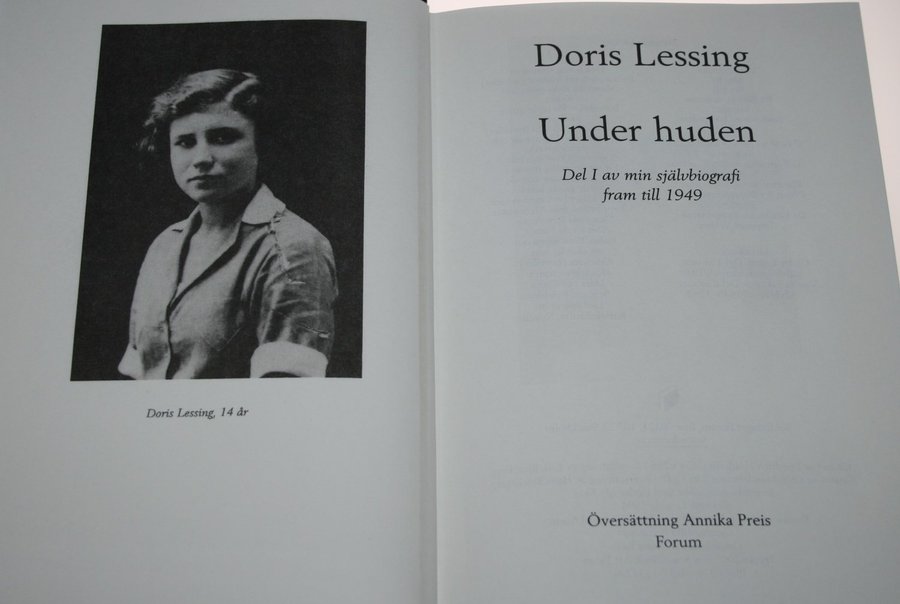 Doris Lessing, 14 år
Doris Lessing
Under huden
Del I av min självbiografi
fram till 1949
Översättning Annika Preis
Forum